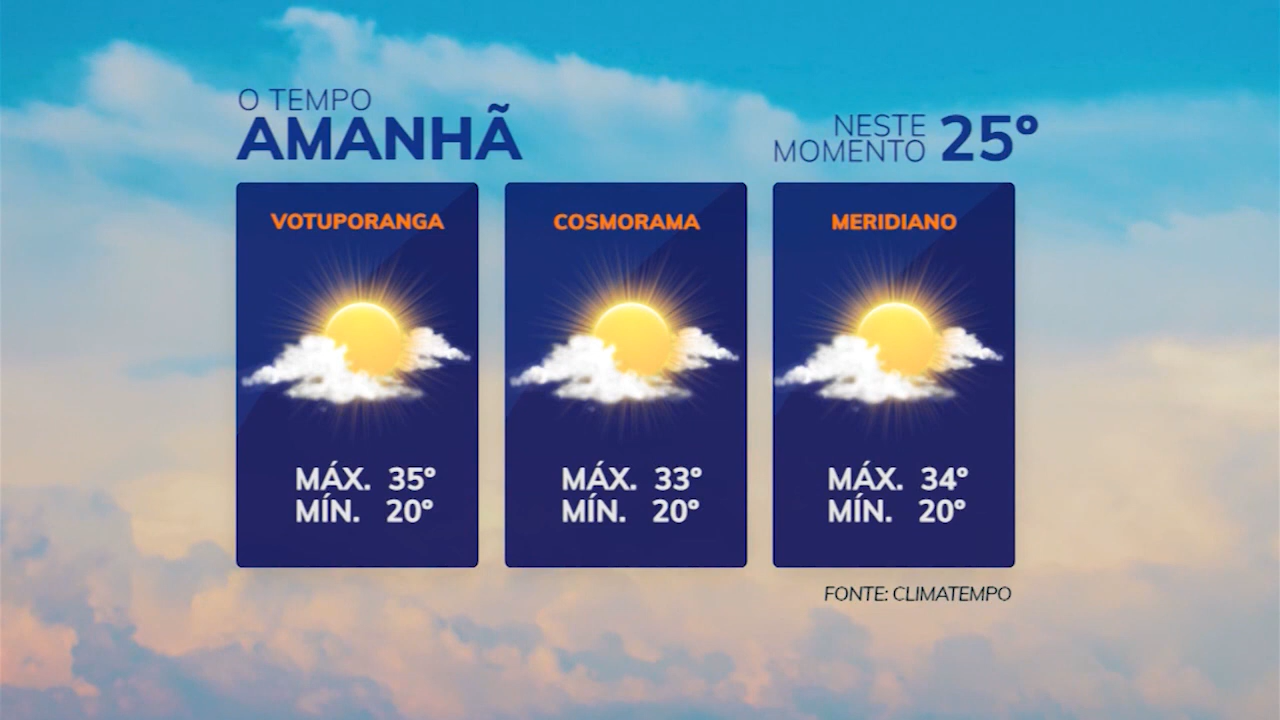 O TEMPO
AMANHÃ
NESTE
MOMENTO 25º
VOTUPORANGA
MÁX. 35º
MÍN. 20º
COSMORAMA
MÁX. 33º
MÍN. 20º
MERIDIANO
MÁX. 34º
MÍN. 20º
FONTE: CLIMATEMPO